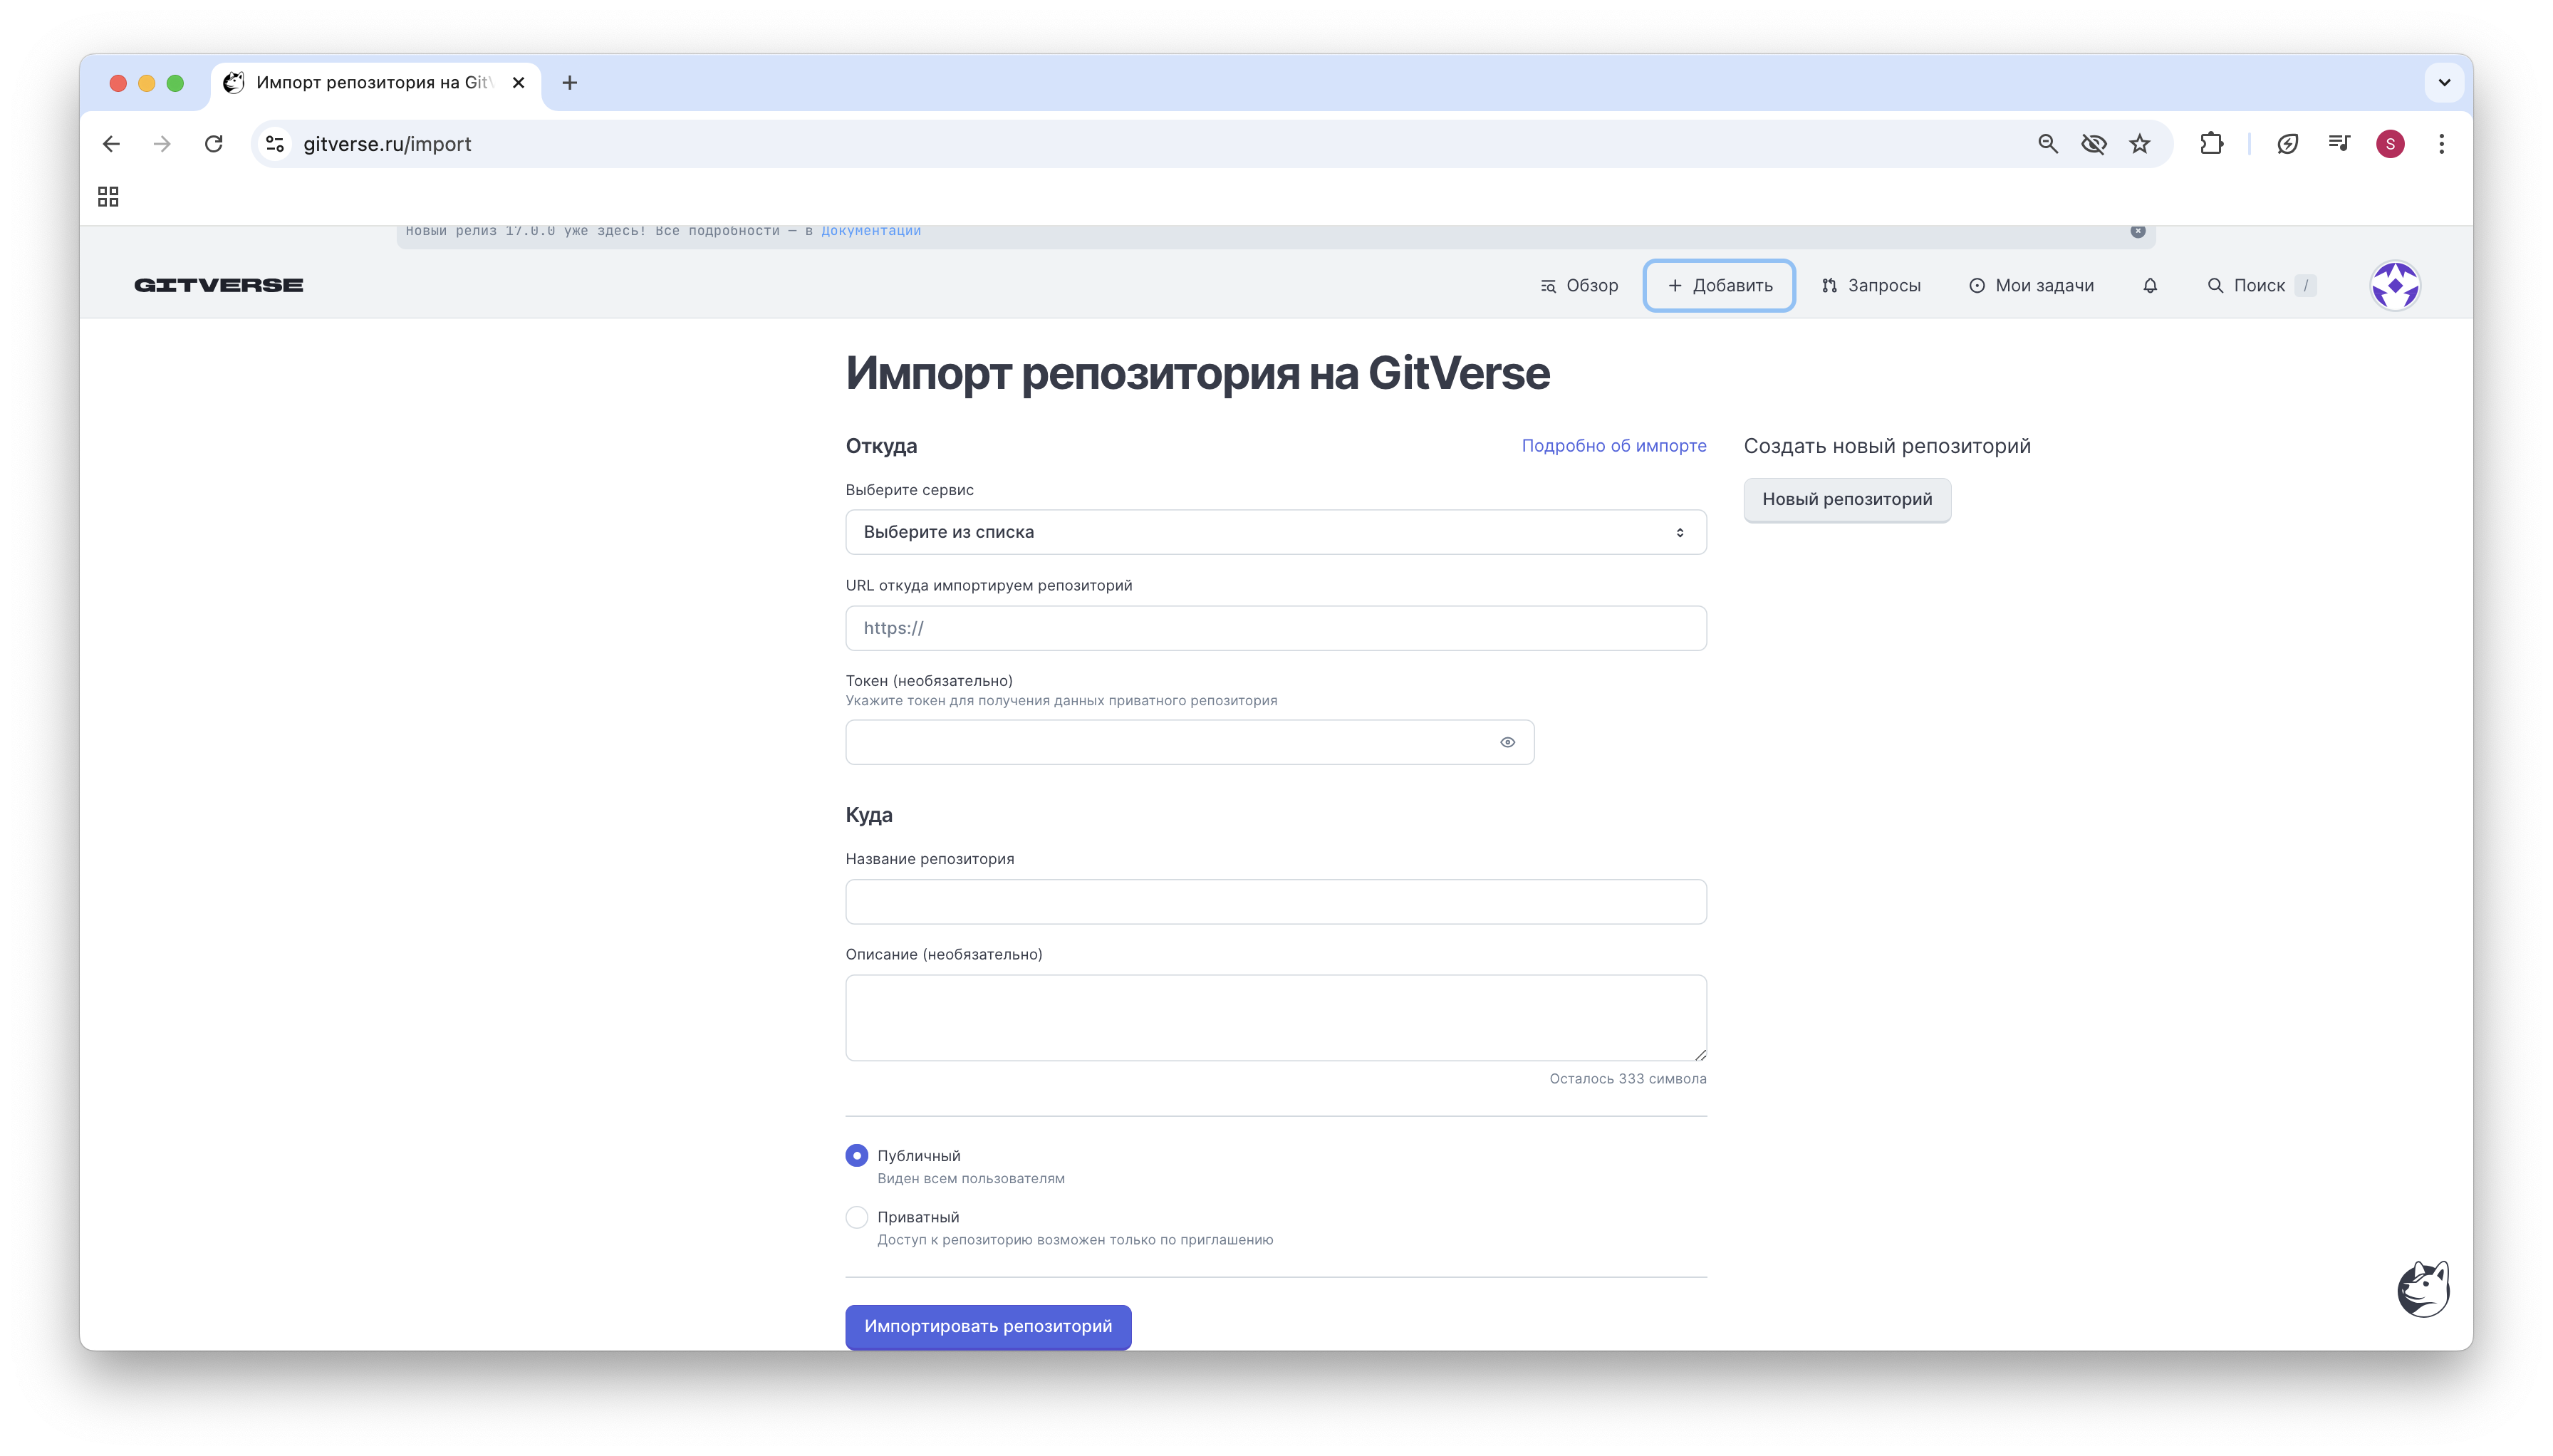 Импорт репозитория на Git
gitverse.ru/import
S
Новый релиз 17.0.0 уже здесь! Все подробности — в Документации
GITVERSE
Обзор
Добавить
Запросы
Мои задачи
Поиск /
Импорт репозитория на GitVerse
Откуда
Подробно об импорте
Создать новый репозиторий
Выберите сервис
Новый репозиторий
Выберите из списка
URL откуда импортируем репозиторий
https://
Токен (необязательно)
Укажите токен для получения данных приватного репозитория
Куда
Название репозитория
Описание (необязательно)
Осталось 333 символа
Публичный
Виден всем пользователям
Приватный
Доступ к репозиторию возможен только по приглашению
Импортировать репозиторий